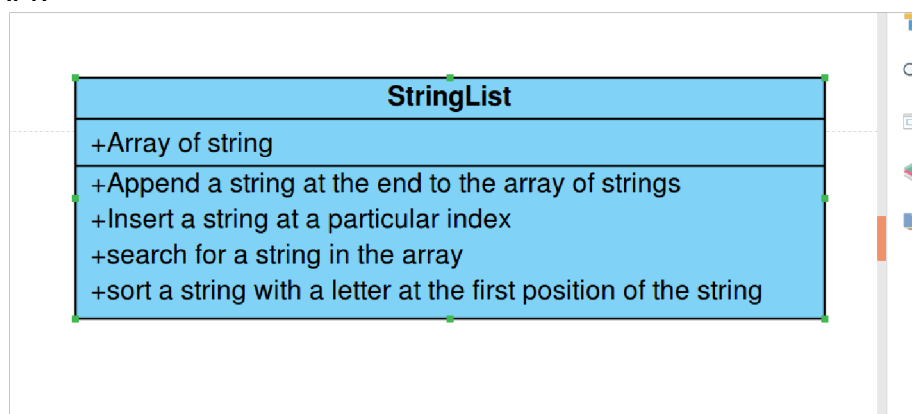 StringList
+Array of string
+Append a string at the end to the array of strings
+Insert a string at a particular index
+search for a string in the array
+sort a string with a letter at the first position of the string